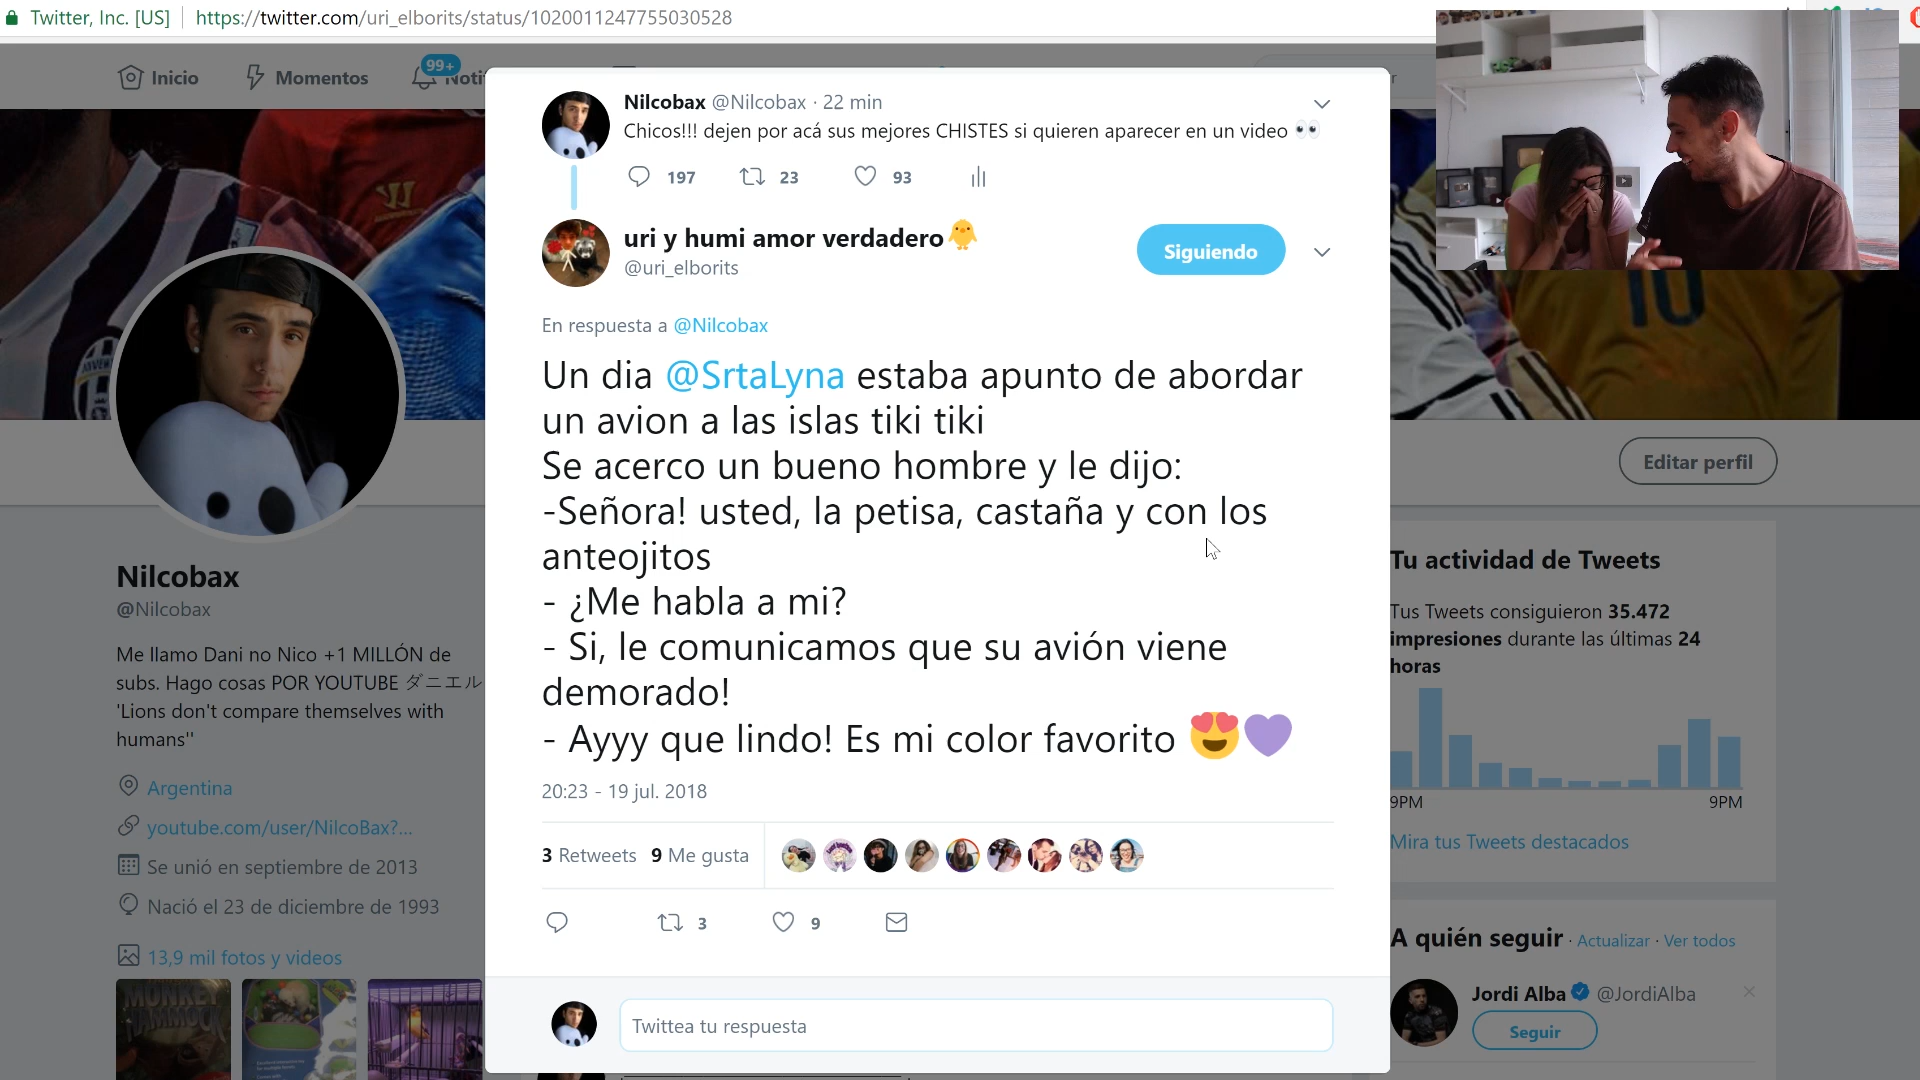 Twitter, Inc. [US] https://twitter.com/uri_elborits/status/1020011247755030528
Inicio
Momentos
99+
Noti
Nilcobax @Nilcobax · 22 min
Chicos!!! dejen por acá sus mejores CHISTES si quieren aparecer en un video 👀
197 23 93
uri y humi amor verdadero🐥
@uri_elborits
Siguiendo
En respuesta a @Nilcobax
Un dia @SrtaLyna estaba apunto de abordar
un avion a las islas tiki tiki
Se acerco un bueno hombre y le dijo:
-Señora! usted, la petisa, castaña y con los
anteojitos
- ¿Me habla a mi?
- Si, le comunicamos que su avión viene
demorado!
- Ayyy que lindo! Es mi color favorito 😍💜
20:23 - 19 jul. 2018
3 Retweets 9 Me gusta
3 9
Twittea tu respuesta
Nilcobax
@Nilcobax
Me llamo Dani no Nico +1 MILLÓN de
subs. Hago cosas POR YOUTUBE ダニエル
'Lions don't compare themselves with
humans''
Argentina
youtube.com/user/NilcoBax?...
Se unió en septiembre de 2013
Nació el 23 de diciembre de 1993
13,9 mil fotos y videos
MONKEY
10
Editar perfil
Tu actividad de Tweets
Tus Tweets consiguieron 35.472
impresiones durante las últimas 24
horas
9PM 9PM
Mira tus Tweets destacados
A quién seguir · Actualizar · Ver todos
Jordi Alba @JordiAlba
Seguir